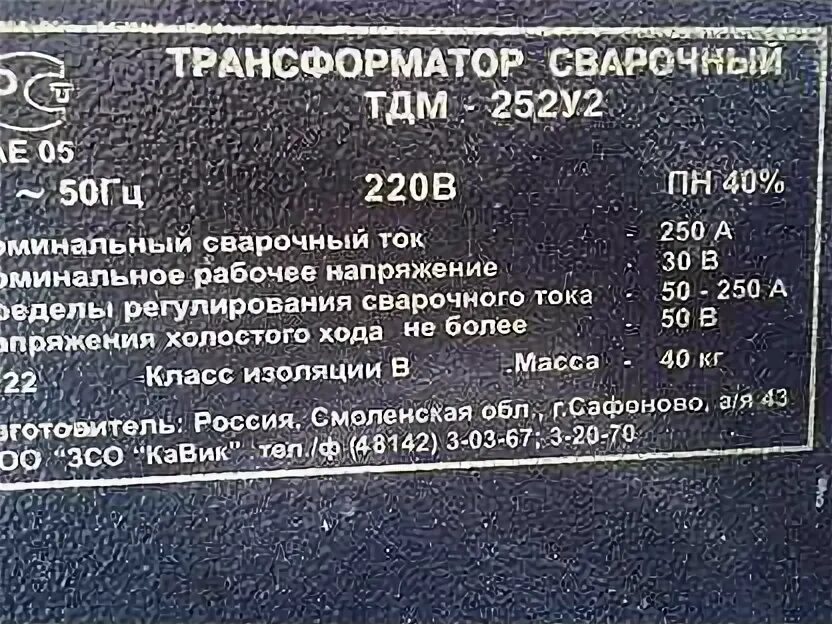 РСТ
АЕ 05
ТРАНСФОРМАТОР СВАРОЧНЫЙ
ТДМ - 252У2
~ 50Гц 220В ПН 40%
оминальный сварочный ток - 250 А
оминальное рабочее напряжение - 30 В
ределы регулирования сварочного тока - 50 - 250 А
апряжения холостого хода не более - 50 В
22 Класс изоляции В Масса - 40 кг
зготовитель: Россия, Смоленская обл., г.Сафоново, а/я 43
ОО "ЗСО "КаВик" тел./ф (48142) 3-03-67; 3-20-70